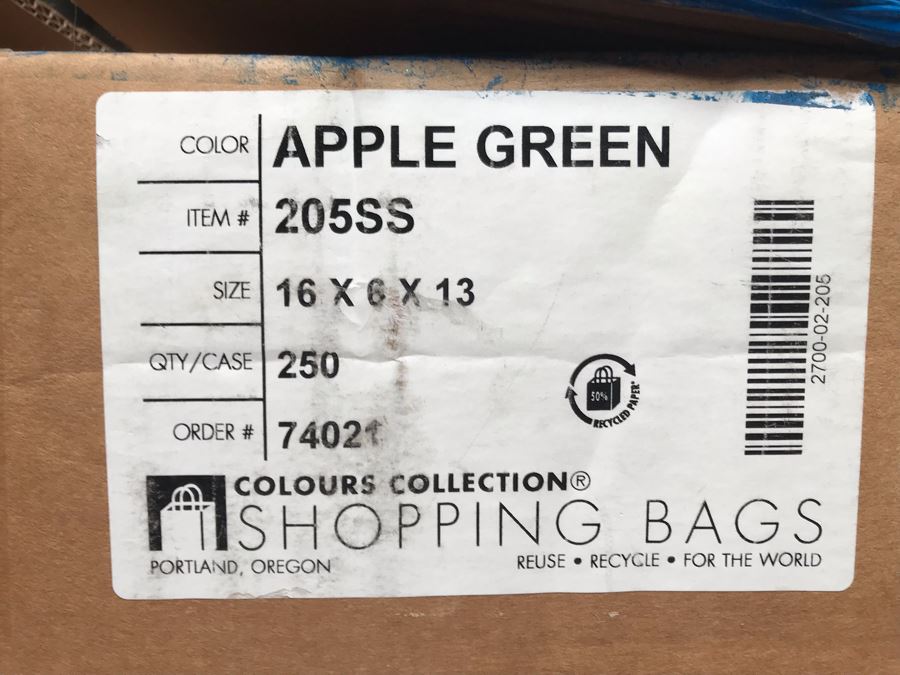 COLOR APPLE GREEN
ITEM # 205SS
SIZE 16 X 6 X 13
QTY/CASE 250
ORDER # 74021
2700-02-205
50%
RECYCLED PAPER*
COLOURS COLLECTION®
SHOPPING BAGS
PORTLAND, OREGON
REUSE • RECYCLE • FOR THE WORLD